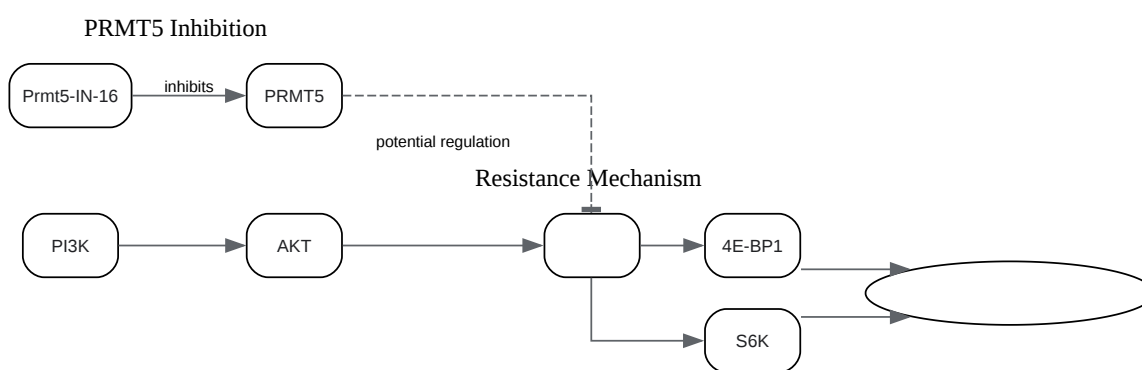 PRMT5 Inhibition
Prmt5-IN-16
inhibits
PRMT5
potential regulation
Resistance Mechanism
PI3K
AKT
4E-BP1
S6K